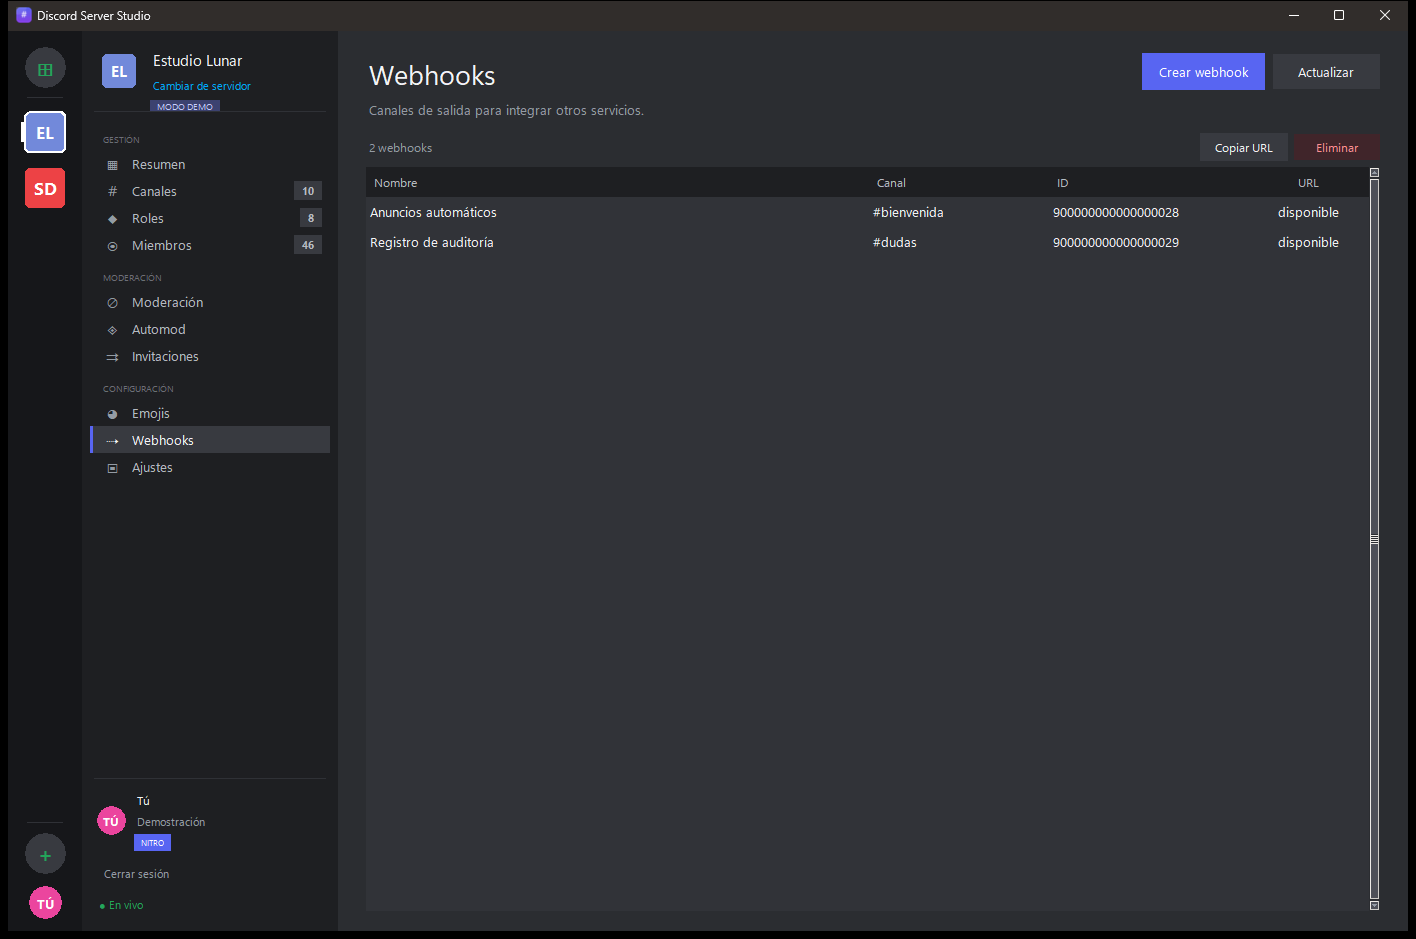 # Discord Server Studio
EL
SD
+
TÚ
EL
Estudio Lunar
Cambiar de servidor
MODO DEMO
GESTIÓN
Resumen
# Canales 10
Roles 8
Miembros 46
MODERACIÓN
Moderación
Automod
Invitaciones
CONFIGURACIÓN
Emojis
Webhooks
Ajustes
TÚ
Tú
Demostración
NITRO
Cerrar sesión
En vivo
Webhooks
Crear webhook
Actualizar
Canales de salida para integrar otros servicios.
2 webhooks
Copiar URL
Eliminar
Nombre Canal ID URL
Anuncios automáticos #bienvenida 900000000000000028 disponible
Registro de auditoría #dudas 900000000000000029 disponible